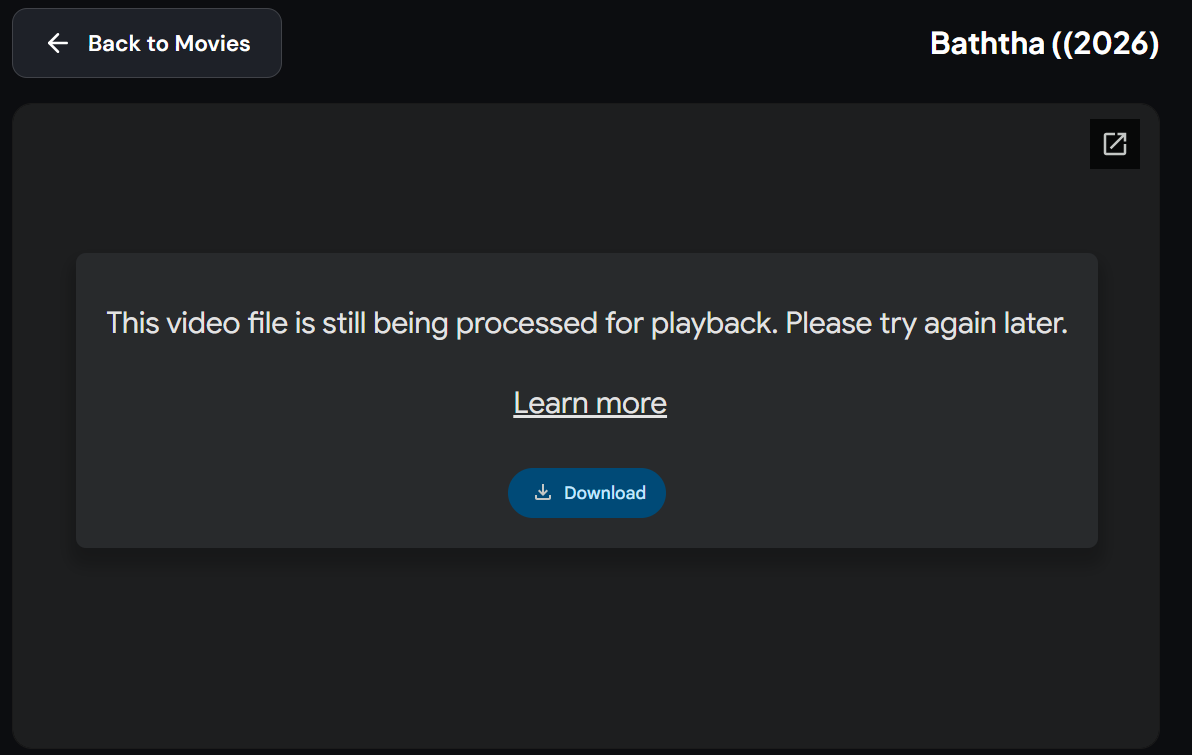 Back to Movies
Baththa ((2026)
This video file is still being processed for playback. Please try again later.
Learn more
Download